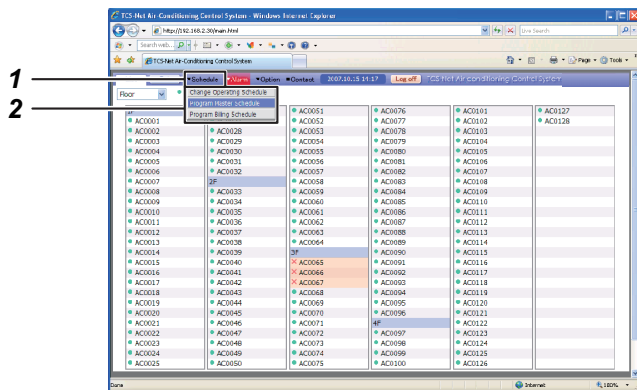 TCS-Net Air-Conditioning Control System - Windows Internet Explorer
http://192.168.2.30/main.html
Live Search
Search web...
TCS-Net Air-Conditioning Control System
Page
Tools
1
Schedule
Alarm
Option
Contact
2007.10.15 14:17
Log off
TCS-Net Air conditioning Control System
2
Floor
Change Operating Schedule
Program Master Schedule
Program Billing Schedule
AC0001
AC0002
AC0003
AC0004
AC0005
AC0006
AC0007
AC0008
AC0009
AC0010
AC0011
AC0012
AC0013
AC0014
AC0015
AC0016
AC0017
AC0018
AC0019
AC0020
AC0021
AC0022
AC0023
AC0024
AC0025
AC0028
AC0029
AC0030
AC0031
AC0032
2F
AC0033
AC0034
AC0035
AC0036
AC0037
AC0038
AC0039
AC0040
AC0041
AC0042
AC0043
AC0044
AC0045
AC0046
AC0047
AC0048
AC0049
AC0050
AC0051
AC0052
AC0053
AC0054
AC0055
AC0056
AC0057
AC0058
AC0059
AC0060
AC0061
AC0062
AC0063
AC0064
3F
AC0065
AC0066
AC0067
AC0068
AC0069
AC0070
AC0071
AC0072
AC0073
AC0074
AC0075
AC0076
AC0077
AC0078
AC0079
AC0080
AC0081
AC0082
AC0083
AC0084
AC0085
AC0086
AC0087
AC0088
AC0089
AC0090
AC0091
AC0092
AC0093
AC0094
AC0095
AC0096
4F
AC0097
AC0098
AC0099
AC0100
AC0101
AC0102
AC0103
AC0104
AC0105
AC0106
AC0107
AC0108
AC0109
AC0110
AC0111
AC0112
AC0113
AC0114
AC0115
AC0116
AC0117
AC0118
AC0119
AC0120
AC0121
AC0122
AC0123
AC0124
AC0125
AC0126
AC0127
AC0128
Done
Internet
100%